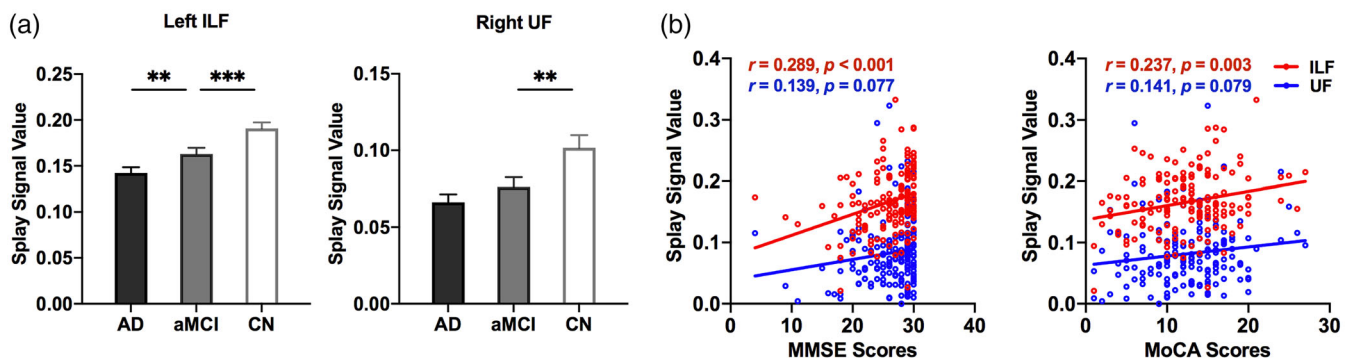 (a)
Left ILF
Splay Signal Value
0.25
0.20
0.15
0.10
0.05
0.00
** ***
AD aMCI CN
Right UF
Splay Signal Value
0.15
0.10
0.05
0.00
**
AD aMCI CN
(b)
r = 0.289, p < 0.001
r = 0.139, p = 0.077
Splay Signal Value
0.4
0.3
0.2
0.1
0.0
0 10 20 30 40
MMSE Scores
r = 0.237, p = 0.003
r = 0.141, p = 0.079
ILF
UF
Splay Signal Value
0.4
0.3
0.2
0.1
0.0
0 10 20 30
MoCA Scores